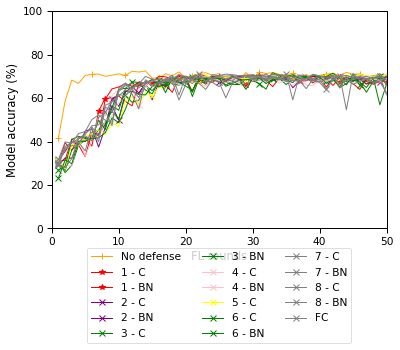 100
80
60
40
20
0
Model accuracy (%)
0 10 20 30 40 50
FL rounds
No defense
1 - C
1 - BN
2 - C
2 - BN
3 - C
3 - BN
4 - C
4 - BN
5 - C
6 - C
6 - BN
7 - C
7 - BN
8 - C
8 - BN
FC